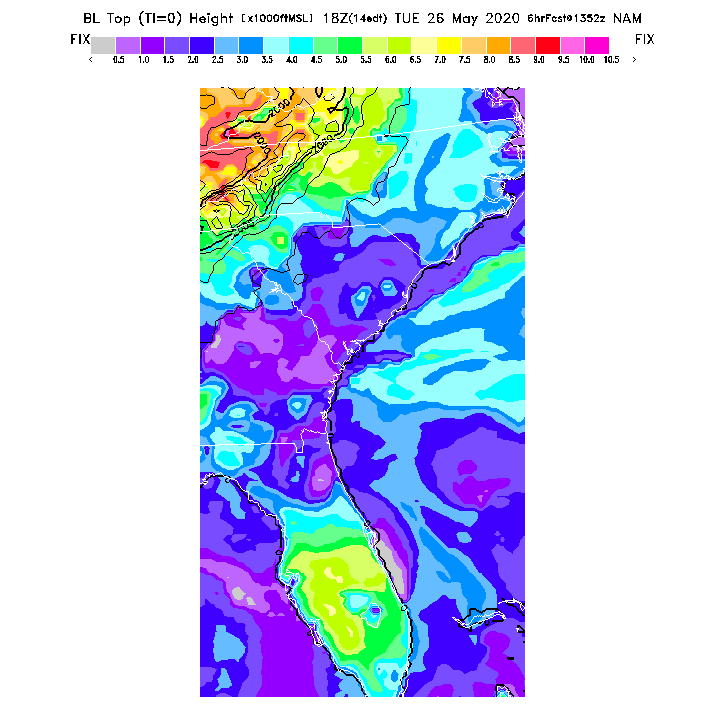 BL Top (TI=0) Height [x1000ftMSL] 18Z(14edt) TUE 26 May 2020 6hrFcst@1352z NAM
FIX FIX
< 0.5 1.0 1.5 2.0 2.5 3.0 3.5 4.0 4.5 5.0 5.5 6.0 6.5 7.0 7.5 8.0 8.5 9.0 9.5 10.0 10.5 >
2000
2000
2000